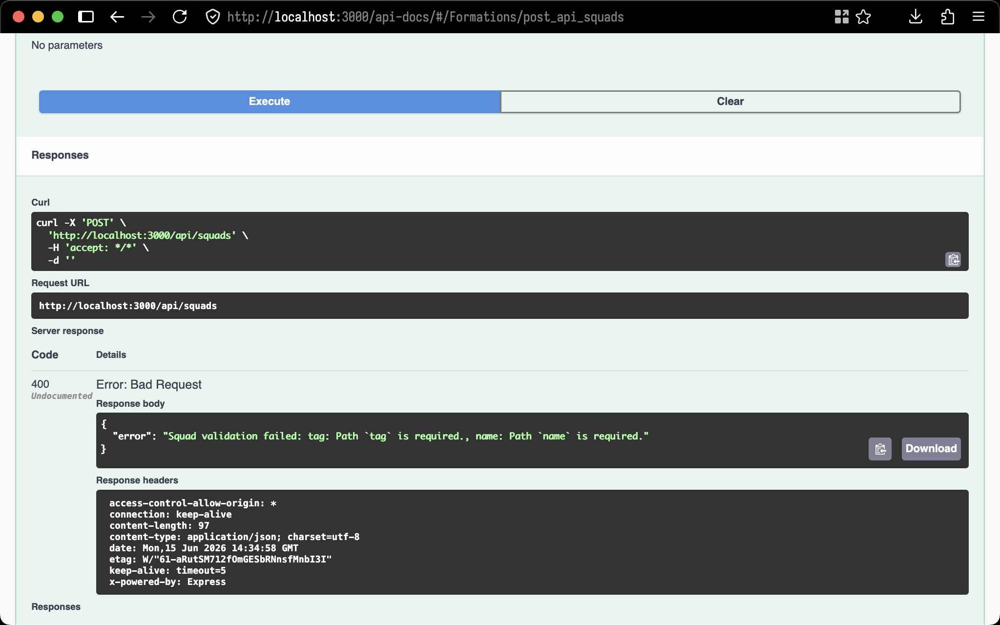 http://localhost:3000/api-docs/#/Formations/post_api_squads
No parameters
Execute
Clear
Responses
Curl
curl -X 'POST' \
'http://localhost:3000/api/squads' \
-H 'accept: */*' \
-d ''
Request URL
http://localhost:3000/api/squads
Server response
Code
Details
400
Undocumented
Error: Bad Request
Response body
{
"error": "Squad validation failed: tag: Path `tag` is required., name: Path `name` is required."
}
Download
Response headers
access-control-allow-origin: *
connection: keep-alive
content-length: 97
content-type: application/json; charset=utf-8
date: Mon,15 Jun 2026 14:34:58 GMT
etag: W/"61-aRutSM712fOmGESbRNnsfMnbI3I"
keep-alive: timeout=5
x-powered-by: Express
Responses